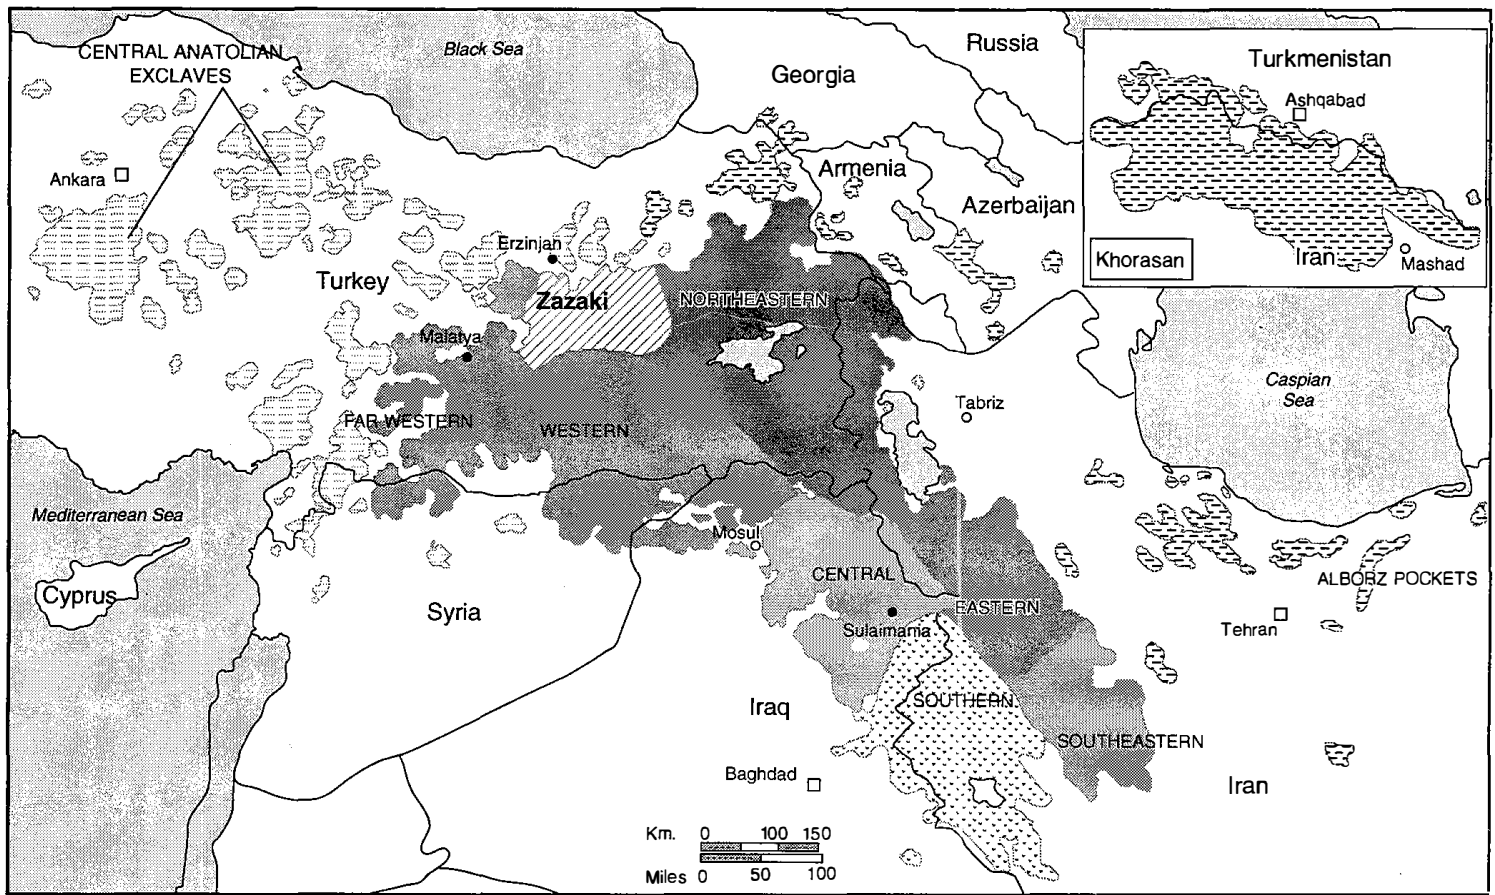 CENTRAL ANATOLIAN
EXCLAVES
Black Sea
Russia
Georgia
Turkmenistan
Ashqabad
Ankara
Armenia
Azerbaijan
Erzinjan
Khorasan
Iran
Mashad
Turkey
Zazaki
NORTHEASTERN
Malatya
Caspian
Sea
Tabriz
FAR WESTERN
WESTERN
Mediterranean Sea
Mosul
CENTRAL
ALBORZ POCKETS
Cyprus
Syria
EASTERN
Sulaimania
Tehran
Iraq
SOUTHERN
SOUTHEASTERN
Baghdad
Iran
Km. 0 100 150
Miles 0 50 100